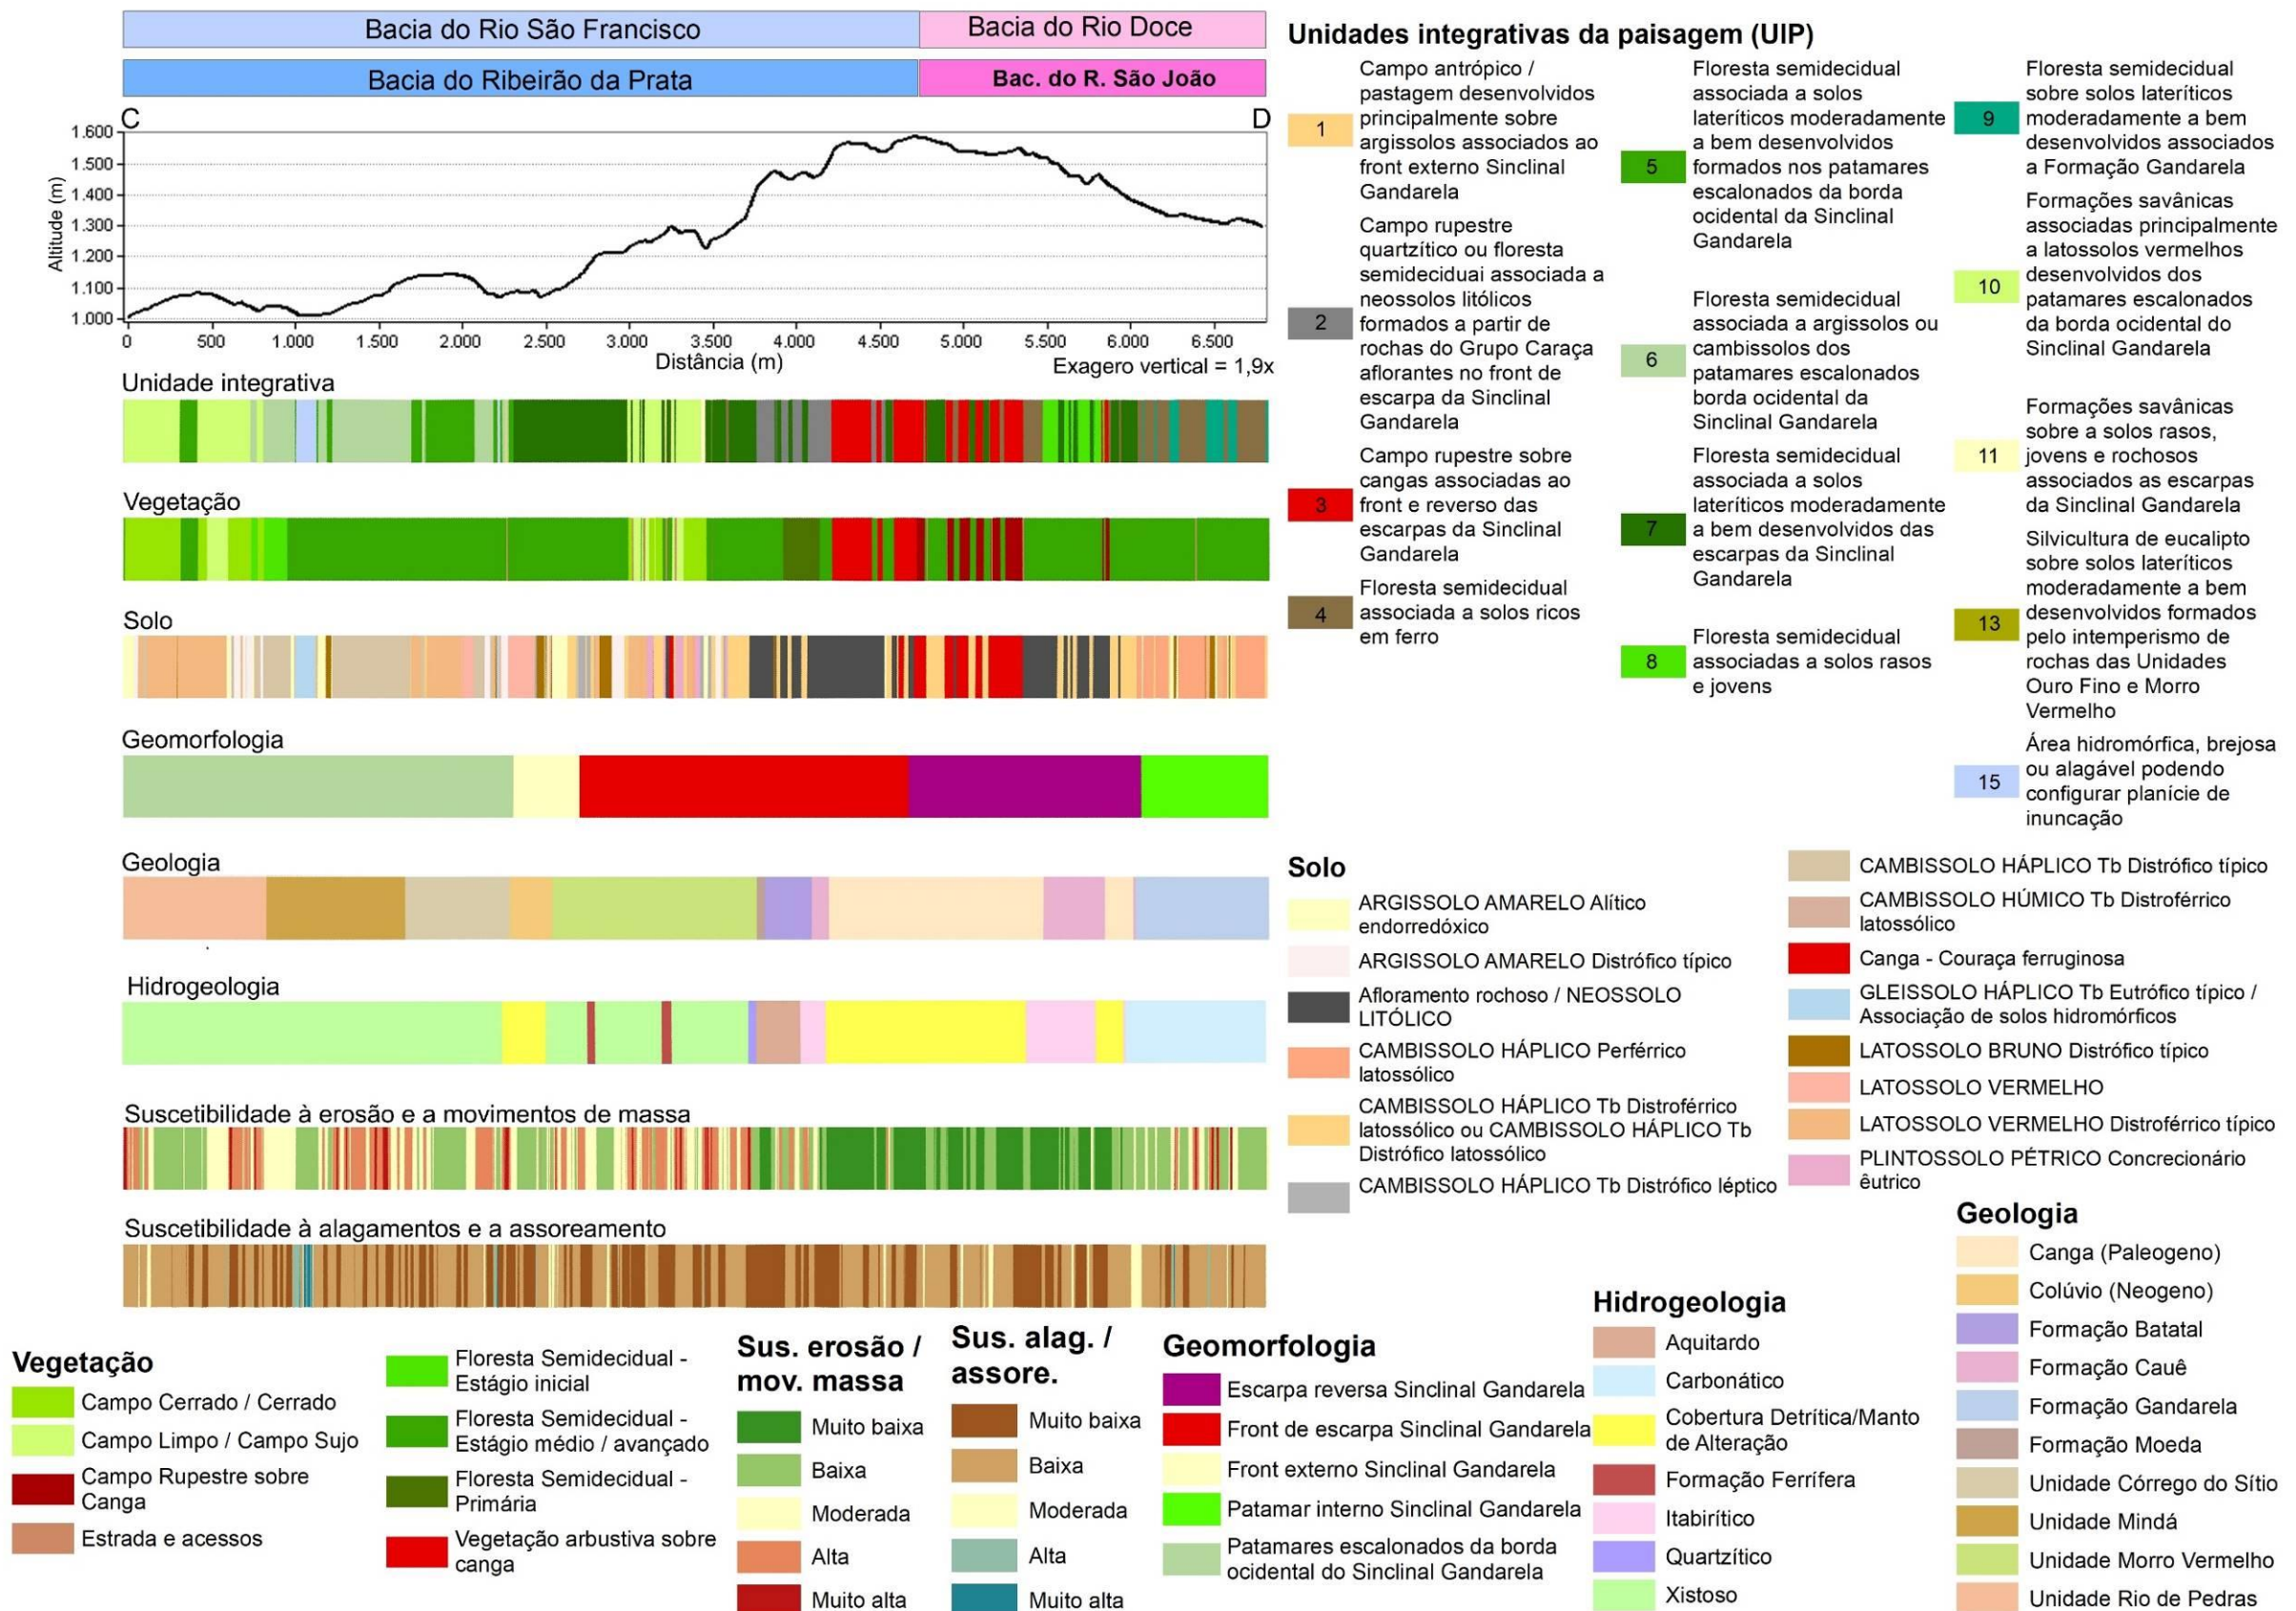 Bacia do Rio São Francisco
Bacia do Rio Doce
Bacia do Ribeirão da Prata
Bac. do R. São João
C
D
Altitude (m)
1.600
1.500
1.400
1.300
1.200
1.100
1.000
0
500
1.000
1.500
2.000
2.500
3.000
3.500
4.000
4.500
5.000
5.500
6.000
6.500
Distância (m)
Exagero vertical = 1,9x
Unidade integrativa
Vegetação
Solo
Geomorfologia
Geologia
Hidrogeologia
Suscetibilidade à erosão e a movimentos de massa
Suscetibilidade à alagamentos e a assoreamento
Unidades integrativas da paisagem (UIP)
1
Campo antrópico /
pastagem desenvolvidos
principalmente sobre
argissolos associados ao
front externo Sinclinal
Gandarela
2
Campo rupestre
quartzítico ou floresta
semideciduai associada a
neossolos litólicos
formados a partir de
rochas do Grupo Caraça
aflorantes no front de
escarpa da Sinclinal
Gandarela
3
Campo rupestre sobre
cangas associadas ao
front e reverso das
escarpas da Sinclinal
Gandarela
4
Floresta semidecidual
associada a solos ricos
em ferro
5
Floresta semidecidual
associada a solos
lateríticos moderadamente
a bem desenvolvidos
formados nos patamares
escalonados da borda
ocidental da Sinclinal
Gandarela
6
Floresta semidecidual
associada a argissolos ou
cambissolos dos
patamares escalonados
borda ocidental da
Sinclinal Gandarela
7
Floresta semidecidual
associada a solos
lateríticos moderadamente
a bem desenvolvidos das
escarpas da Sinclinal
Gandarela
8
Floresta semidecidual
associadas a solos rasos
e jovens
9
Floresta semidecidual
sobre solos lateríticos
moderadamente a bem
desenvolvidos associados
a Formação Gandarela
10
Formações savânicas
associadas principalmente
a latossolos vermelhos
desenvolvidos dos
patamares escalonados
da borda ocidental do
Sinclinal Gandarela
11
Formações savânicas
sobre a solos rasos,
jovens e rochosos
associados as escarpas
da Sinclinal Gandarela
13
Silvicultura de eucalipto
sobre solos lateríticos
moderadamente a bem
desenvolvidos formados
pelo intemperismo de
rochas das Unidades
Ouro Fino e Morro
Vermelho
15
Área hidromórfica, brejosa
ou alagável podendo
configurar planície de
inuncação
Solo
ARGISSOLO AMARELO Alítico
endorredóxico
ARGISSOLO AMARELO Distrófico típico
Afloramento rochoso / NEOSSOLO
LITÓLICO
CAMBISSOLO HÁPLICO Perférrico
latossólico
CAMBISSOLO HÁPLICO Tb Distroférrico
latossólico ou CAMBISSOLO HÁPLICO Tb
Distrófico latossólico
CAMBISSOLO HÁPLICO Tb Distrófico léptico
CAMBISSOLO HÁPLICO Tb Distrófico típico
CAMBISSOLO HÚMICO Tb Distroférrico
latossólico
Canga - Couraça ferruginosa
GLEISSOLO HÁPLICO Tb Eutrófico típico /
Associação de solos hidromórficos
LATOSSOLO BRUNO Distrófico típico
LATOSSOLO VERMELHO
LATOSSOLO VERMELHO Distroférrico típico
PLINTOSSOLO PÉTRICO Concrecionário
êutrico
Vegetação
Campo Cerrado / Cerrado
Campo Limpo / Campo Sujo
Campo Rupestre sobre
Canga
Estrada e acessos
Floresta Semidecidual -
Estágio inicial
Floresta Semidecidual -
Estágio médio / avançado
Floresta Semidecidual -
Primária
Vegetação arbustiva sobre
canga
Sus. erosão /
mov. massa
Muito baixa
Baixa
Moderada
Alta
Muito alta
Sus. alag. /
assore.
Muito baixa
Baixa
Moderada
Alta
Muito alta
Geomorfologia
Escarpa reversa Sinclinal Gandarela
Front de escarpa Sinclinal Gandarela
Front externo Sinclinal Gandarela
Patamar interno Sinclinal Gandarela
Patamares escalonados da borda
ocidental do Sinclinal Gandarela
Hidrogeologia
Aquitardo
Carbonático
Cobertura Detrítica/Manto
de Alteração
Formação Ferrífera
Itabirítico
Quartzítico
Xistoso
Geologia
Canga (Paleogeno)
Colúvio (Neogeno)
Formação Batatal
Formação Cauê
Formação Gandarela
Formação Moeda
Unidade Córrego do Sítio
Unidade Mindá
Unidade Morro Vermelho
Unidade Rio de Pedras